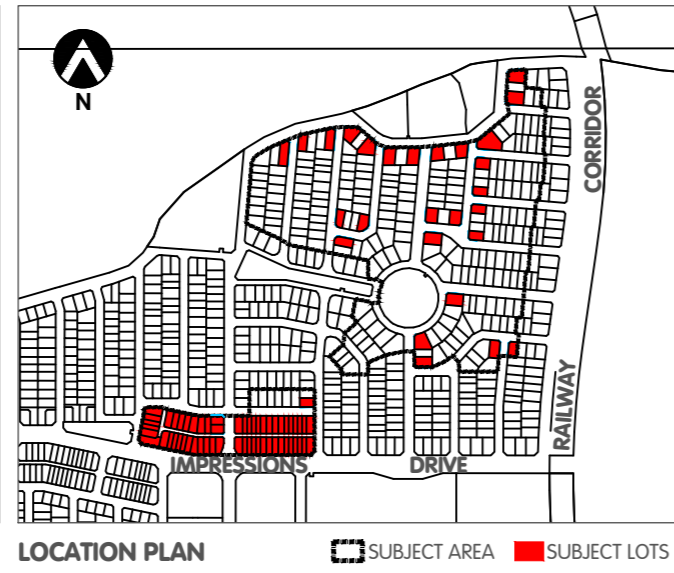 N
CORRIDOR
RAILWAY
IMPRESSIONS DRIVE
LOCATION PLAN
SUBJECT AREA
SUBJECT LOTS